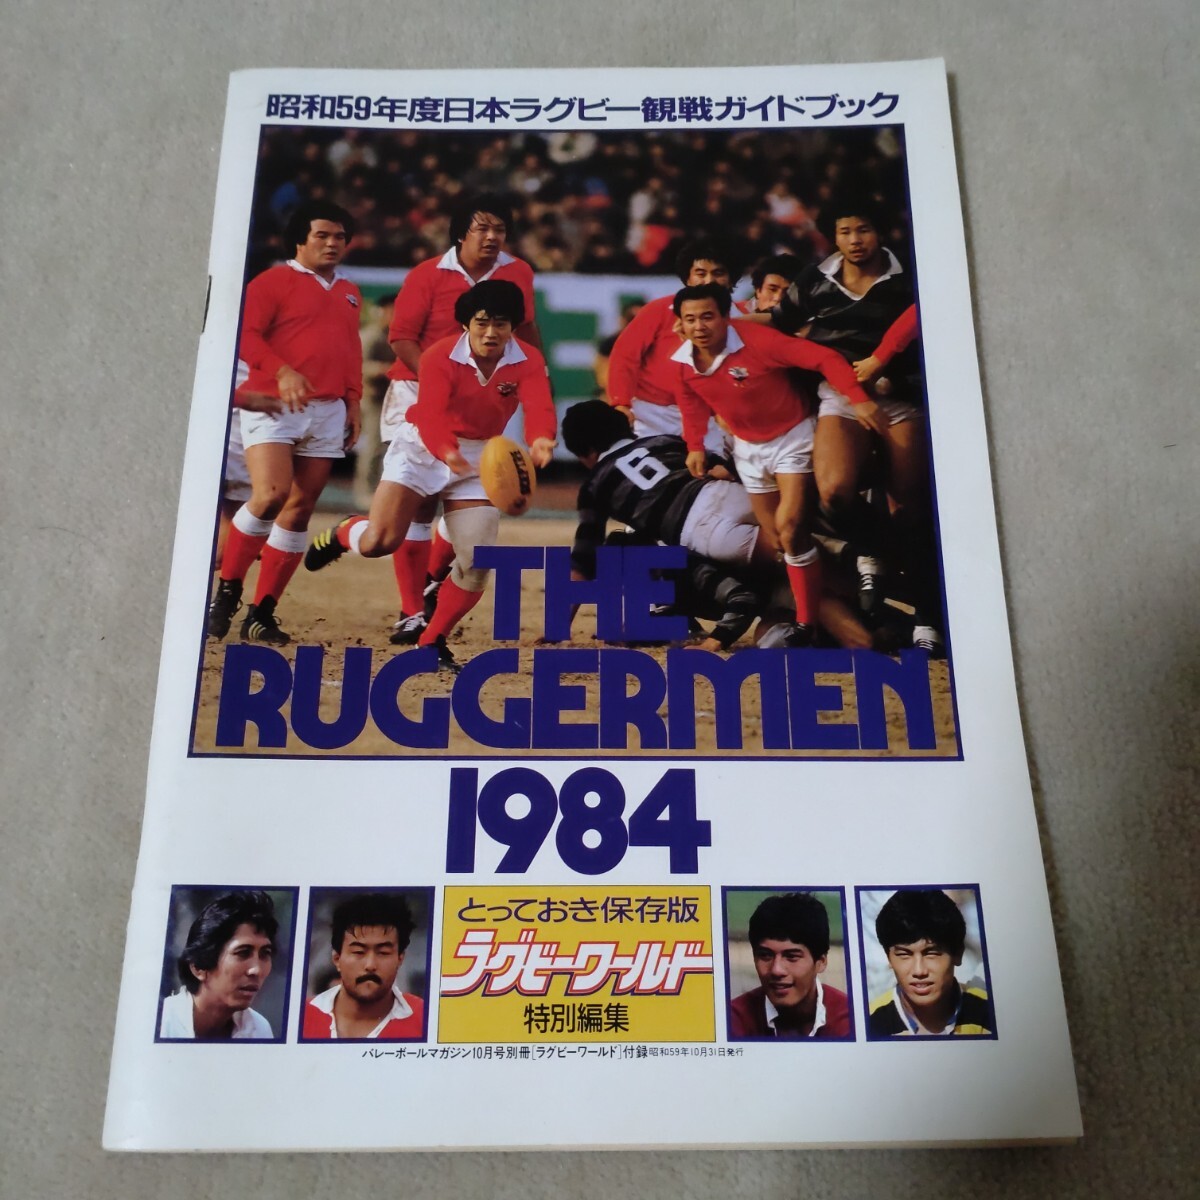 昭和59年度日本ラグビー観戦ガイドブック
6
THE
RUGGERMEN
1984
とっておき保存版
ラグビーワールド
特別編集
バレーボールマガジン10月号別冊[ラグビーワールド]付録昭和59年10月31日発行